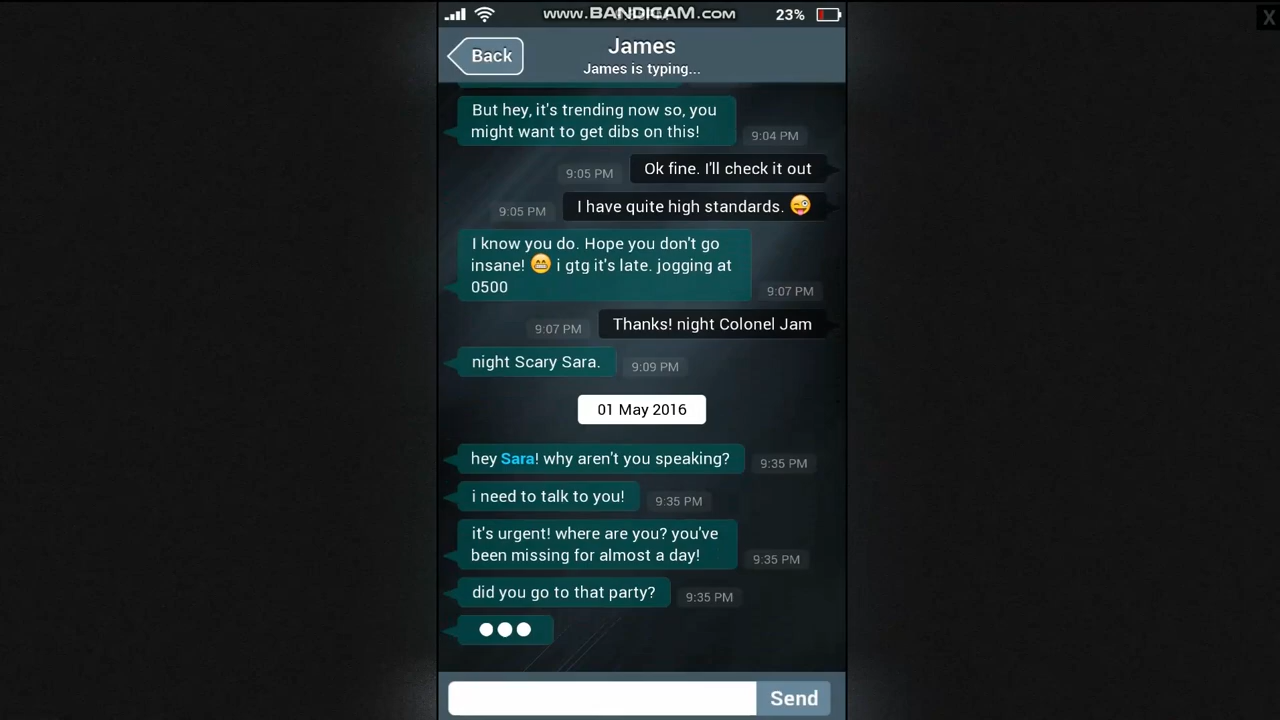 www.BANDICAM.com
23%
X
Back
James
James is typing...
But hey, it's trending now so, you
might want to get dibs on this!
9:04 PM
9:05 PM
Ok fine. I'll check it out
9:05 PM
I have quite high standards. 😜
I know you do. Hope you don't go
insane! 😁 i gtg it's late. jogging at
0500
9:07 PM
9:07 PM
Thanks! night Colonel Jam
night Scary Sara.
9:09 PM
01 May 2016
hey Sara! why aren't you speaking?
9:35 PM
i need to talk to you!
9:35 PM
it's urgent! where are you? you've
been missing for almost a day!
9:35 PM
did you go to that party?
9:35 PM
Send